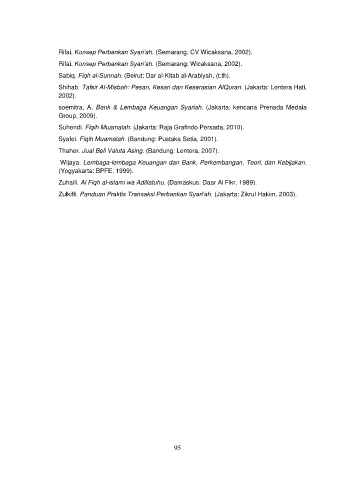 Rifai. Konsep Perbankan Syari'ah. (Semarang: CV Wicaksana, 2002).
Rifai. Konsep Perbankan Syari'ah. (Semarang: Wicaksana, 2002).
Sabiq. Fiqh al-Sunnah. (Beirut: Dar al-Kitab al-Arabiyah, (t.th).
Shihab. Tafsir Al-Misbah: Pesan, Kesan dan Keserasian AlQuran. (Jakarta: Lentera Hati,
2002).
soemitra, A. Bank & Lembaga Keuangan Syariah. (Jakarta: kencana Prenada Medaia
Group, 2009).
Suhendi. Fiqih Muamalah. (Jakarta: Raja Grafindo Persada, 2010).
Syafei. Fiqih Muamalah. (Bandung: Pustaka Setia, 2001).
Thaher. Jual Beli Valuta Asing. (Bandung: Lentera, 2007).
Wijaya. Lembaga-lembaga Keuangan dan Bank, Perkembangan, Teori, dan Kebijakan.
(Yogyakarta: BPFE, 1999).
Zuhaili. Al Fiqh al-islami wa Adillatuhu. (Damaskus: Daar Al Fikr, 1989).
Zulkifli. Panduan Praktis Transaksi Perbankan Syari'ah. (Jakarta: Zikrul Hakim, 2003).
95